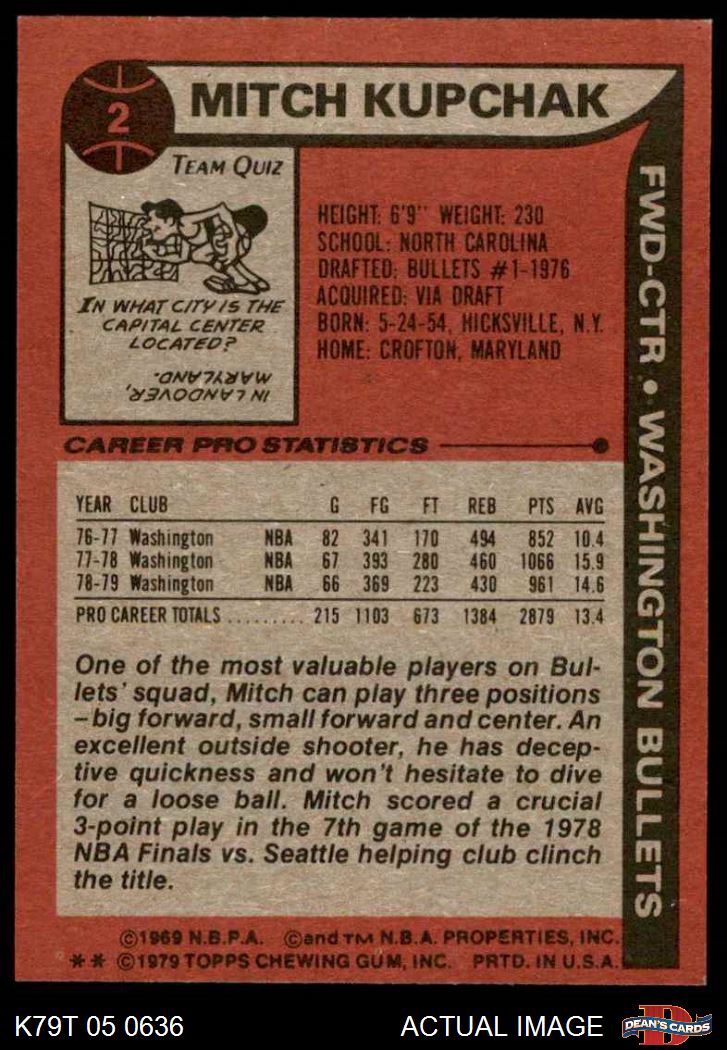 2
MITCH KUPCHAK
TEAM QUIZ
IN WHAT CITY IS THE
CAPITAL CENTER
LOCATED?
IN LANDOVER,
MARYLAND.
HEIGHT: 6'9" WEIGHT: 230
SCHOOL: NORTH CAROLINA
DRAFTED: BULLETS #1-1976
ACQUIRED: VIA DRAFT
BORN: 5-24-54, HICKSVILLE, N.Y.
HOME: CROFTON, MARYLAND
FWD-CTR • WASHINGTON BULLETS
CAREER PRO STATISTICS
YEAR CLUB G FG FT REB PTS AVG
76-77 Washington NBA 82 341 170 494 852 10.4
77-78 Washington NBA 67 393 280 460 1066 15.9
78-79 Washington NBA 66 369 223 430 961 14.6
PRO CAREER TOTALS ......... 215 1103 673 1384 2879 13.4
One of the most valuable players on Bul-
lets' squad, Mitch can play three positions
–big forward, small forward and center. An
excellent outside shooter, he has decep-
tive quickness and won't hesitate to dive
for a loose ball. Mitch scored a crucial
3-point play in the 7th game of the 1978
NBA Finals vs. Seattle helping club clinch
the title.
©1969 N.B.P.A. ©and TM N.B.A. PROPERTIES, INC.
** ©1979 TOPPS CHEWING GUM, INC. PRTD. IN U.S.A.
K79T 05 0636
ACTUAL IMAGE
D
DEAN'S CARDS